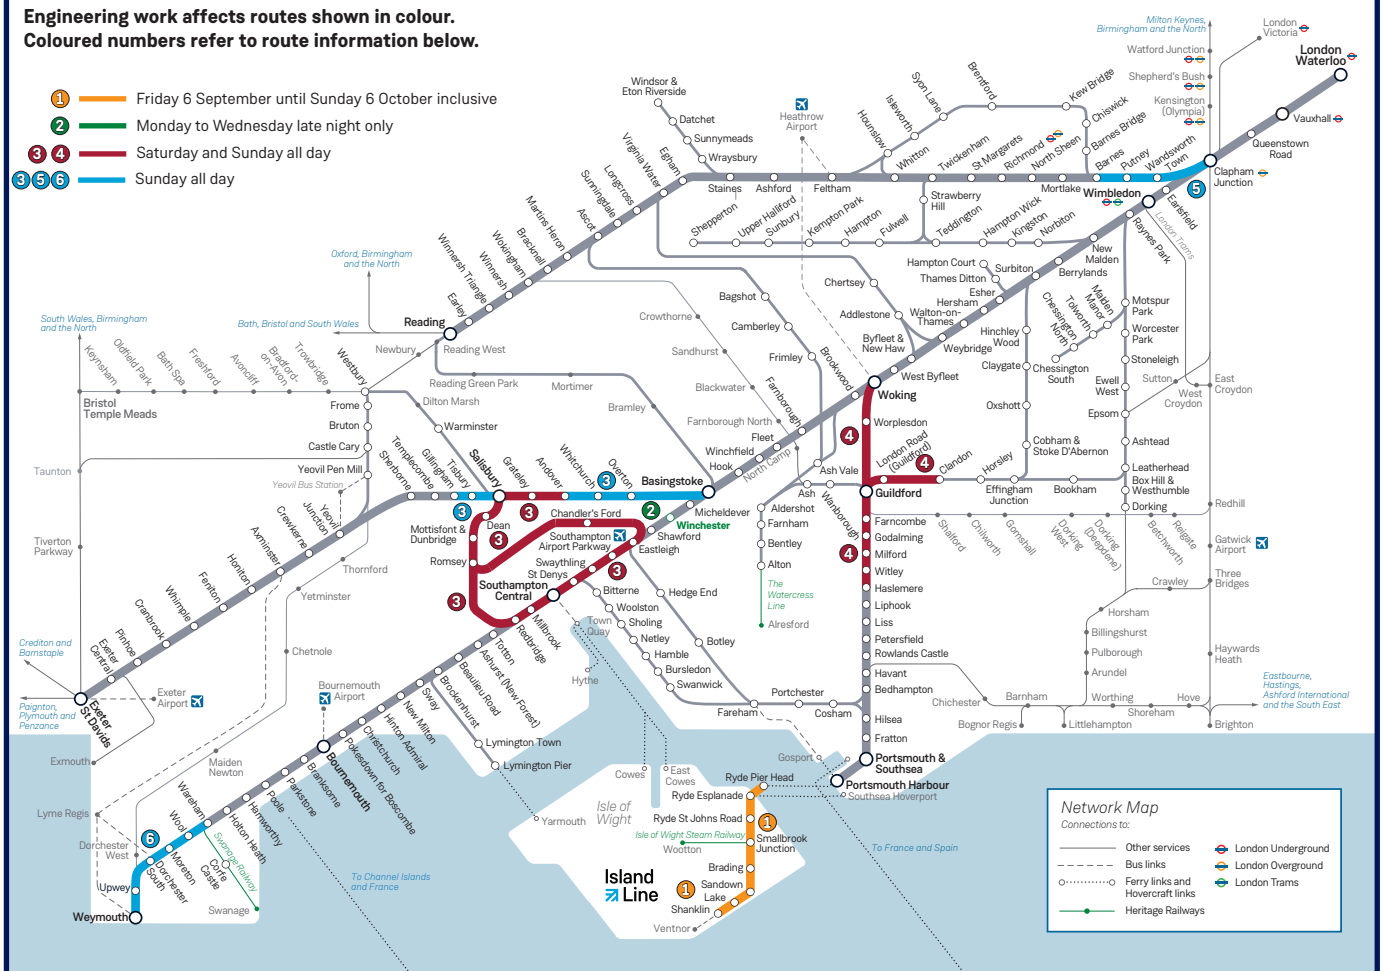 Engineering work affects routes shown in colour.
Coloured numbers refer to route information below.
1 Friday 6 September until Sunday 6 October inclusive
2 Monday to Wednesday late night only
3 4 Saturday and Sunday all day
3 5 6 Sunday all day
Milton Keynes,
Birmingham and the North
London
Victoria
London
Waterloo
Watford Junction
Shepherd's Bush
Kensington
(Olympia)
Vauxhall
Queenstown
Road
Clapham
Junction
5
Windsor &
Eton Riverside
Datchet
Sunnymeads
Wraysbury
Heathrow
Airport
Hounslow
Isleworth
Syon Lane
Brentford
Kew Bridge
Chiswick
Barnes Bridge
Virginia Water
Egham
Staines
Ashford
Feltham
Whitton
Twickenham
St Margarets
Richmond
North Sheen
Mortlake
Barnes
Putney
Wandsworth
Town
Wimbledon
Earlsfield
London Trams
Raynes Park
Strawberry
Hill
Shepperton
Upper Halliford
Sunbury
Kempton Park
Hampton
Fulwell
Teddington
Hampton Wick
Kingston
Norbiton
New
Malden
Berrylands
Surbiton
Hampton Court
Thames Ditton
Esher
Hersham
Walton-on-
Thames
Weybridge
Byfleet &
New Haw
West Byfleet
Woking
Longcross
Sunningdale
Ascot
Martins Heron
Bracknell
Wokingham
Winnersh
Winnersh Triangle
Earley
Reading
Oxford, Birmingham
and the North
Bath, Bristol and South Wales
South Wales, Birmingham
and the North
Keynsham
Oldfield Park
Bath Spa
Freshford
Avoncliff
Bradford-
on-Avon
Trowbridge
Westbury
Newbury
Reading West
Reading Green Park
Mortimer
Bramley
Bristol
Temple Meads
Frome
Bruton
Castle Cary
Yeovil Pen Mill
Yeovil Bus Station
Dilton Marsh
Warminster
Taunton
Tiverton
Parkway
Crowthorne
Sandhurst
Blackwater
Farnborough North
North Camp
Bagshot
Camberley
Frimley
Chertsey
Addlestone
Brookwood
Farnborough
Fleet
Winchfield
Hook
Basingstoke
Ash Vale
Ash
Wanborough
Aldershot
Farnham
Bentley
Alton
The
Watercress
Line
Alresford
Chessington
North
Tolworth
Malden
Manor
Chessington
South
Motspur
Park
Worcester
Park
Stoneleigh
Ewell
West
Epsom
Ashtead
Leatherhead
Box Hill &
Westhumble
Dorking
Hinchley
Wood
Claygate
Oxshott
Cobham &
Stoke D'Abernon
Sutton
West
Croydon
East
Croydon
Worplesdon
4
London Road
(Guildford)
4
Clandon
Horsley
Effingham
Junction
Bookham
Guildford
Shalford
Chilworth
Gomshall
Dorking
West
Dorking
(Deepdene)
Betchworth
Reigate
Redhill
Gatwick
Airport
Three
Bridges
Crawley
Horsham
Billingshurst
Pulborough
Arundel
Haywards
Heath
Eastbourne,
Hastings,
Ashford International
and the South East
Brighton
Hove
Shoreham
Worthing
Littlehampton
Barnham
Bognor Regis
Chichester
Farncombe
Godalming
4
Milford
Witley
Haslemere
Liphook
Liss
Petersfield
Rowlands Castle
Havant
Bedhampton
Hilsea
Fratton
Portsmouth &
Southsea
Portsmouth Harbour
Southsea Hoverport
Gosport
Cosham
Portchester
Fareham
Swanwick
Bursledon
Hamble
Netley
Sholing
Woolston
Bitterne
Botley
Hedge End
Sherborne
Templecombe
Gillingham
Tisbury
3
Salisbury
Grateley
3
Andover
Whitchurch
3
Overton
2
Micheldever
Winchester
Shawford
Eastleigh
Chandler's Ford
Southampton
Airport Parkway
3
Swaythling
St Denys
Southampton
Central
Dean
3
Mottisfont &
Dunbridge
Romsey
3
Millbrook
Redbridge
Totton
Ashurst (New Forest)
Beaulieu Road
Brockenhurst
Sway
New Milton
Hinton Admiral
Christchurch
Pokesdown for Boscombe
Bournemouth
Branksome
Parkstone
Poole
Hamworthy
Holton Heath
Wareham
Wool
Moreton
Dorchester
South
6
Upwey
Weymouth
Dorchester
West
Swanage Railway
Corfe
Castle
Swanage
Maiden
Newton
Lyme Regis
Chetnole
Yetminster
Thornford
Bournemouth
Airport
Yeovil
Junction
Crewkerne
Axminster
Honiton
Feniton
Whimple
Cranbrook
Pinhoe
Exeter
Central
Exeter
St Davids
Exeter
Airport
Exmouth
Crediton and
Barnstaple
Paignton,
Plymouth and
Penzance
Lymington Town
Lymington Pier
Yarmouth
Town
Quay
Hythe
Cowes
East
Cowes
Isle of
Wight
Ryde Pier Head
Ryde Esplanade
Ryde St Johns Road
1
Isle of Wight Steam Railway
Wootton
Smallbrook
Junction
Brading
1
Sandown
Lake
Shanklin
Ventnor
Island
Line
To Channel Islands
and France
To France and Spain
Network Map
Connections to:
Other services
Bus links
Ferry links and
Hovercraft links
Heritage Railways
London Underground
London Overground
London Trams